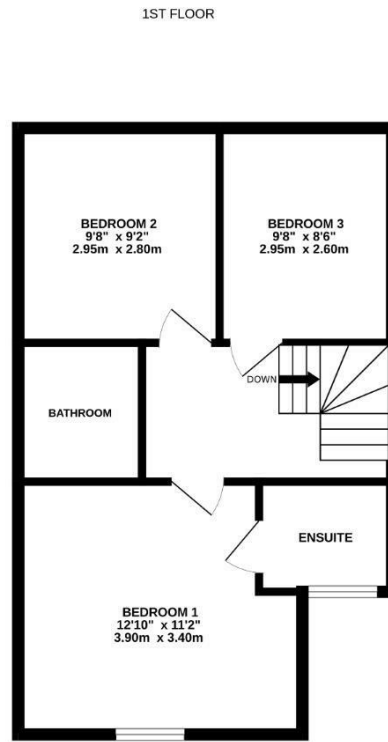 1ST FLOOR
BEDROOM 2
9'8" x 9'2"
2.95m x 2.80m
BEDROOM 3
9'8" x 8'6"
2.95m x 2.60m
DOWN
BATHROOM
ENSUITE
BEDROOM 1
12'10" x 11'2"
3.90m x 3.40m